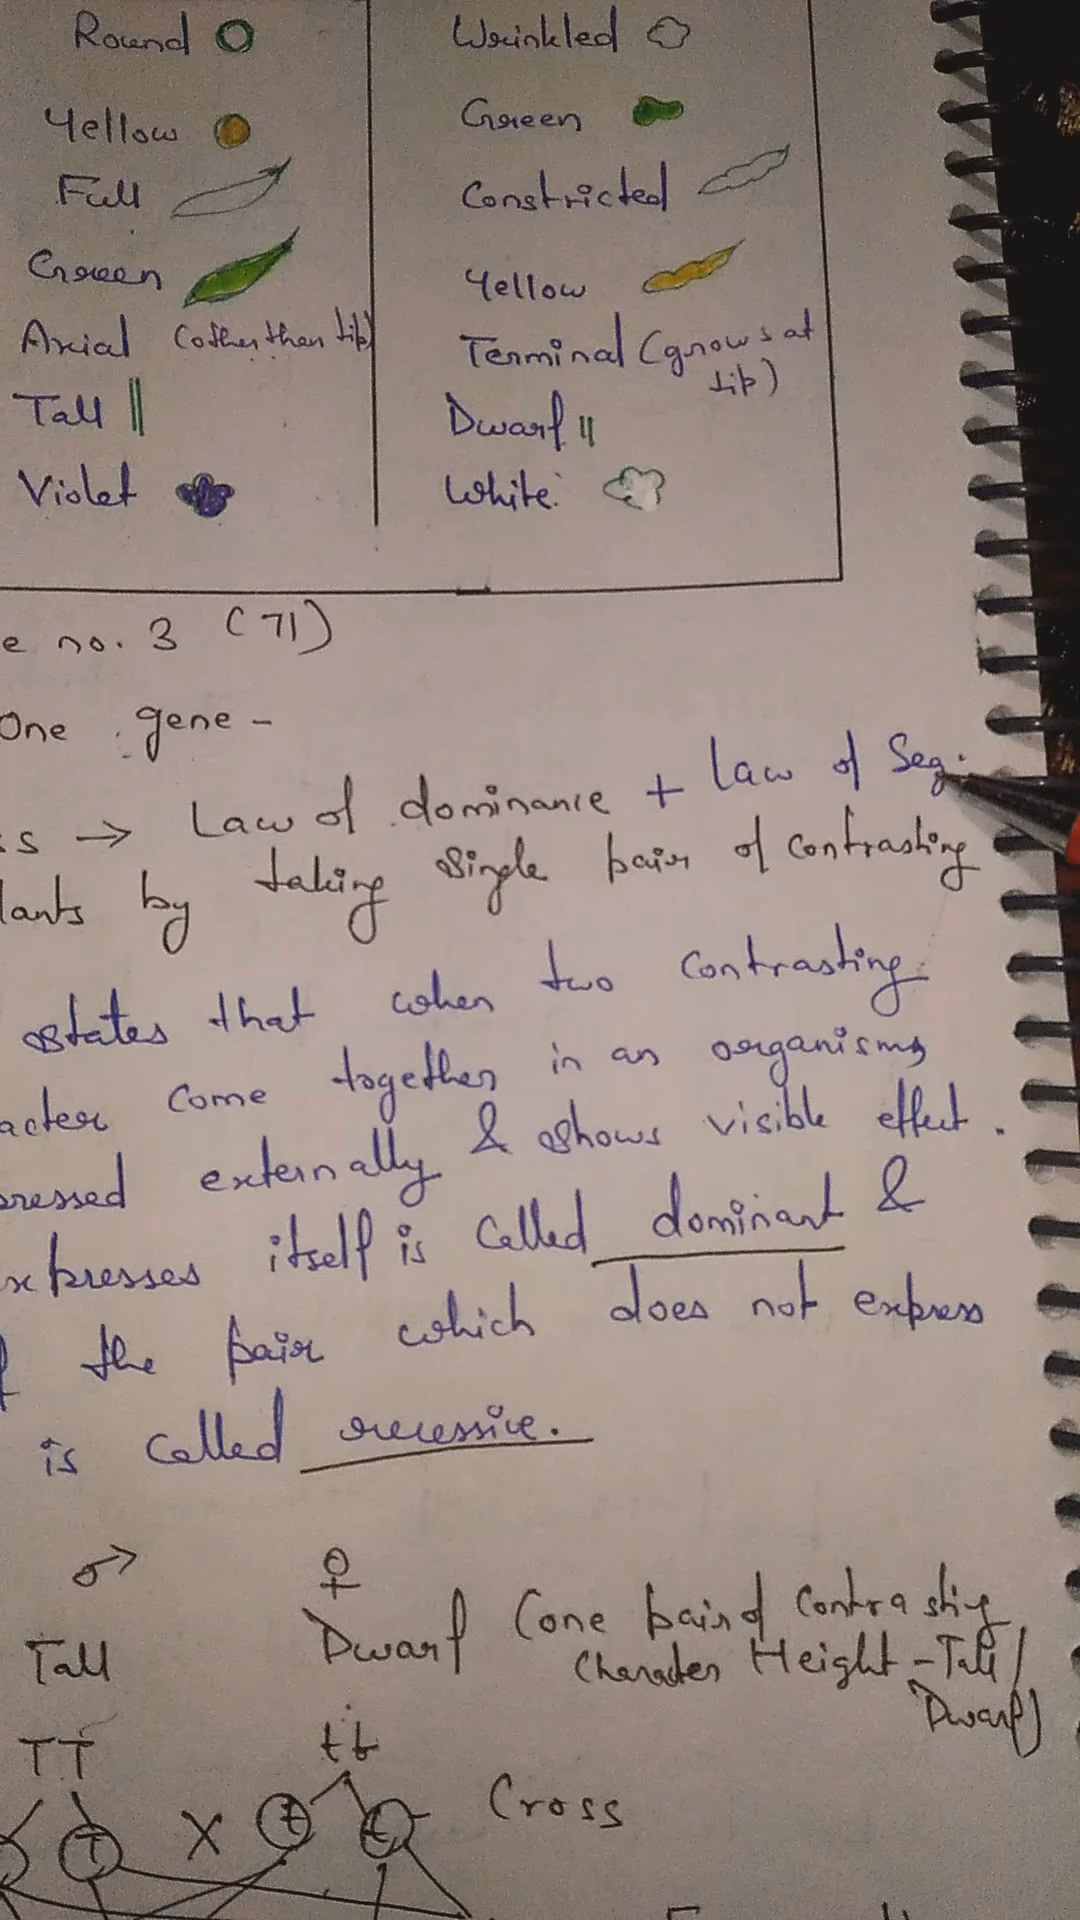 Round Wrinkled
Yellow Green
Full Constricted
Green Yellow
Axial (other than tip) Terminal (grows at
tip)
Tall Dwarf
Violet White
e no. 3 (71)
One gene -
ss → Law of dominance + Law of Seg.
lants by taking single pair of contrasting
states that when two contrasting
acter come together in an organisms
pressed externally & shows visible effect.
xpresses itself is called dominant &
f the pair which does not express
is called recessive.
♂ ♀
Tall Dwarf (one pair of contrasting
character Height - Tall/
Dwarf)
TT tt
T X t t Cross